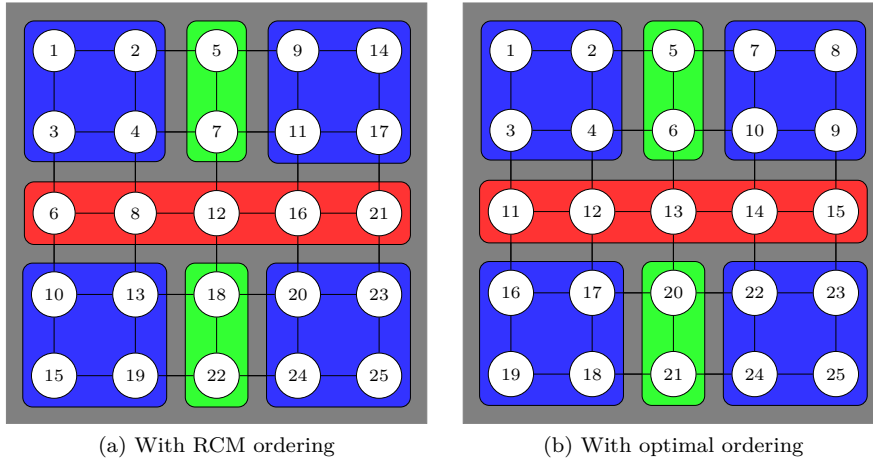 1 2 5 9 14
3 4 7 11 17
6 8 12 16 21
10 13 18 20 23
15 19 22 24 25
(a) With RCM ordering
1 2 5 7 8
3 4 6 10 9
11 12 13 14 15
16 17 20 22 23
19 18 21 24 25
(b) With optimal ordering